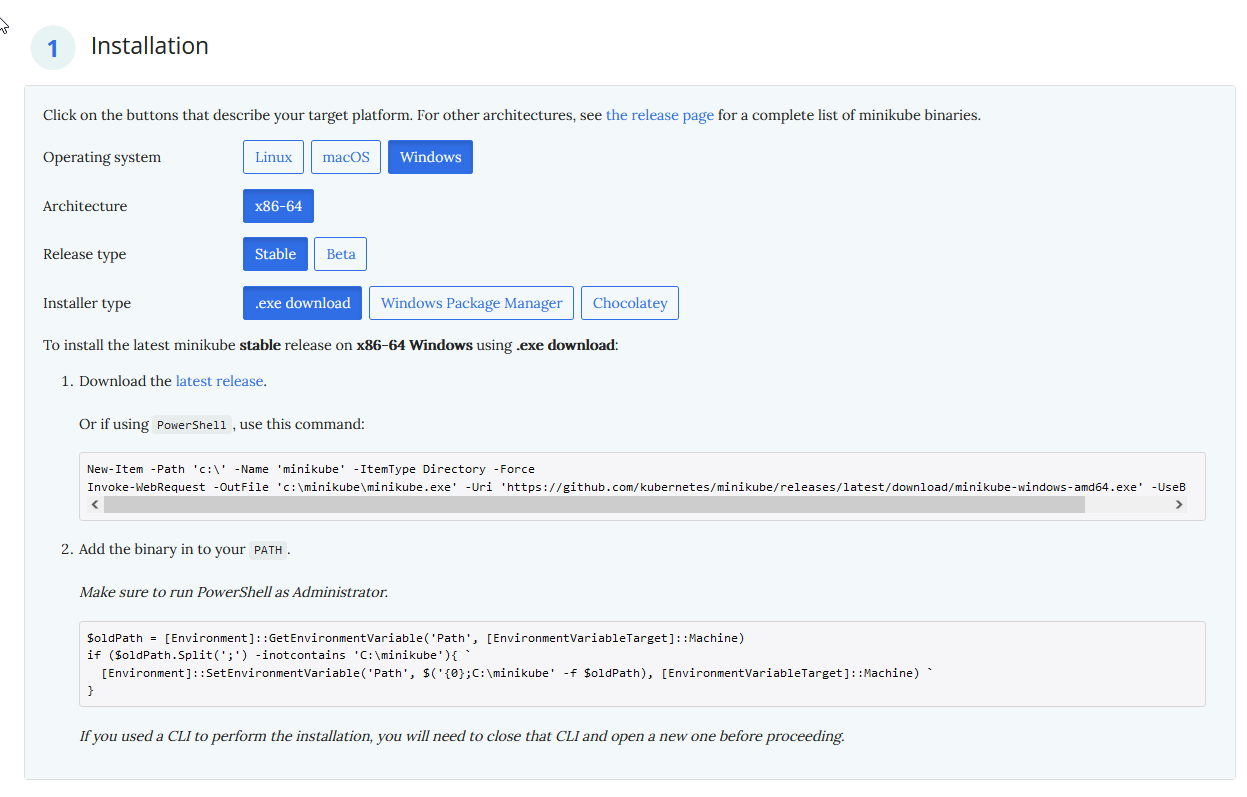 1 Installation
Click on the buttons that describe your target platform. For other architectures, see the release page for a complete list of minikube binaries.
Operating system Linux macOS Windows
Architecture x86-64
Release type Stable Beta
Installer type .exe download Windows Package Manager Chocolatey
To install the latest minikube stable release on x86-64 Windows using .exe download:
1. Download the latest release.
Or if using PowerShell, use this command:
New-Item -Path 'c:\' -Name 'minikube' -ItemType Directory -Force
Invoke-WebRequest -OutFile 'c:\minikube\minikube.exe' -Uri 'https://github.com/kubernetes/minikube/releases/latest/download/minikube-windows-amd64.exe' -UseB
2. Add the binary in to your PATH.
Make sure to run PowerShell as Administrator.
$oldPath = [Environment]::GetEnvironmentVariable('Path', [EnvironmentVariableTarget]::Machine)
if ($oldPath.Split(';') -inotcontains 'C:\minikube'){ `
  [Environment]::SetEnvironmentVariable('Path', $('{0};C:\minikube' -f $oldPath), [EnvironmentVariableTarget]::Machine) `
}
If you used a CLI to perform the installation, you will need to close that CLI and open a new one before proceeding.